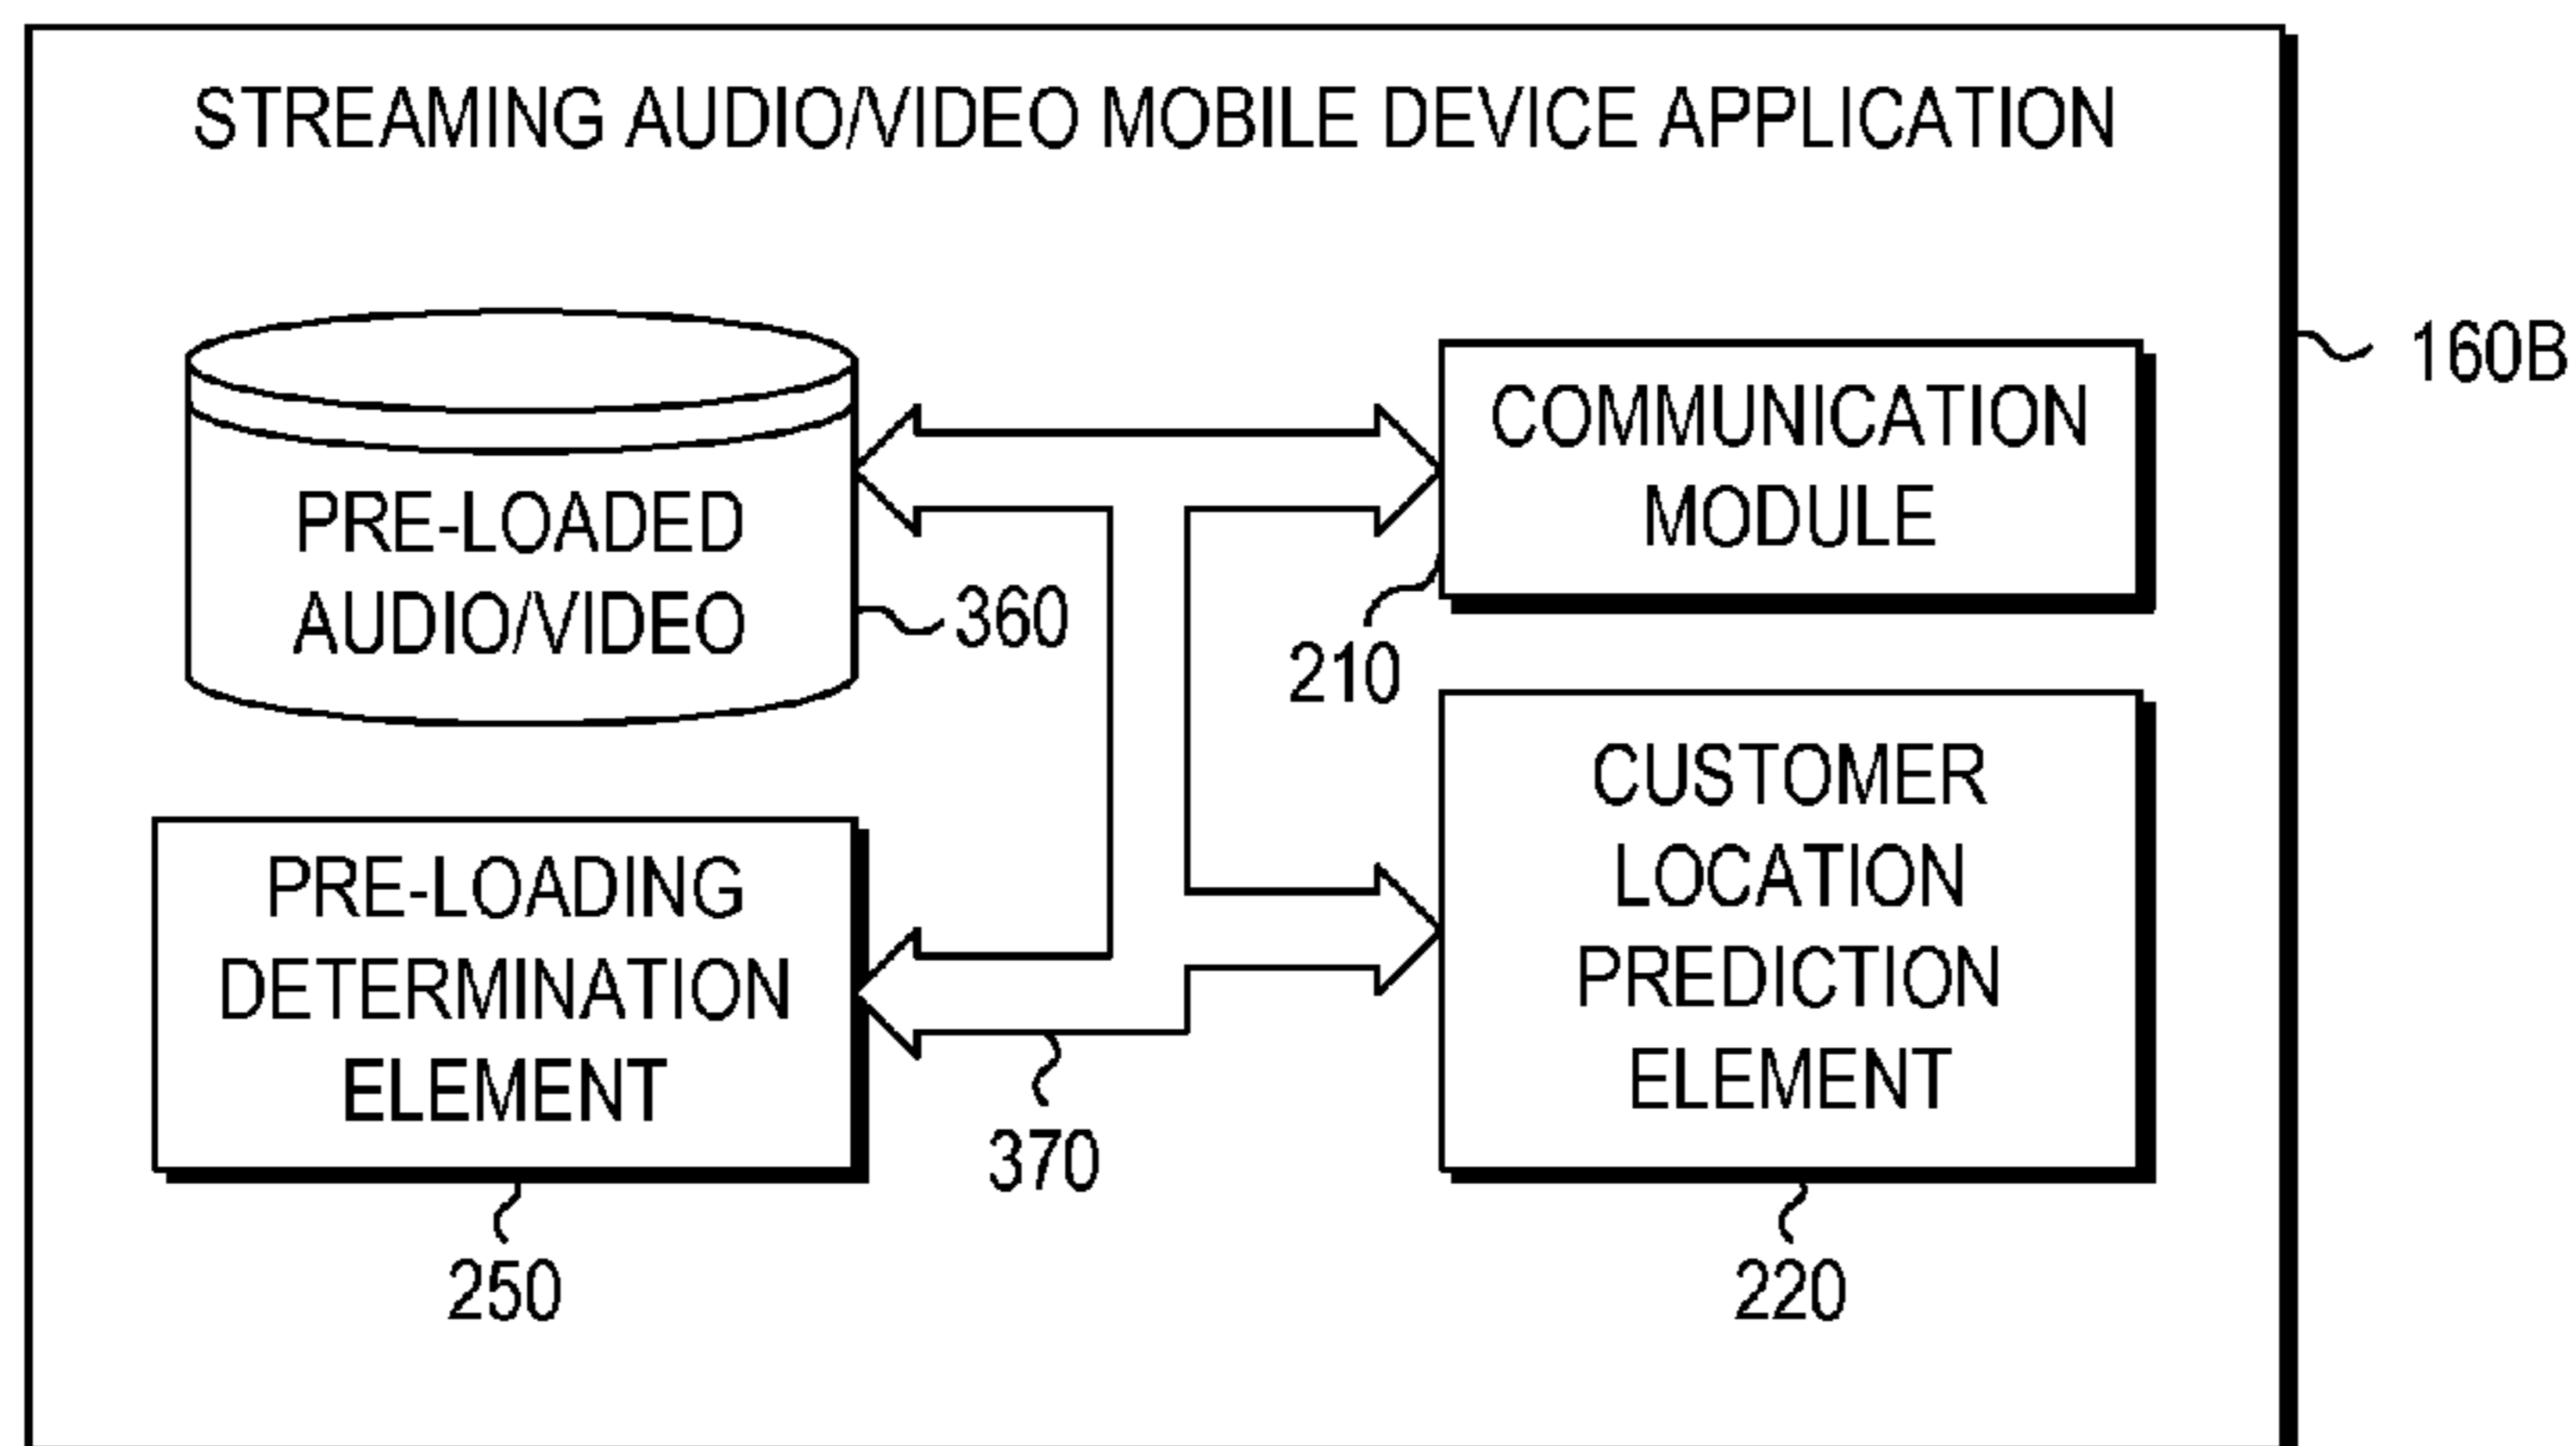 STREAMING AUDIO/VIDEO MOBILE DEVICE APPLICATION
160B
PRE-LOADED
AUDIO/VIDEO
360
COMMUNICATION
MODULE
210
PRE-LOADING
DETERMINATION
ELEMENT
250
370
CUSTOMER
LOCATION
PREDICTION
ELEMENT
220